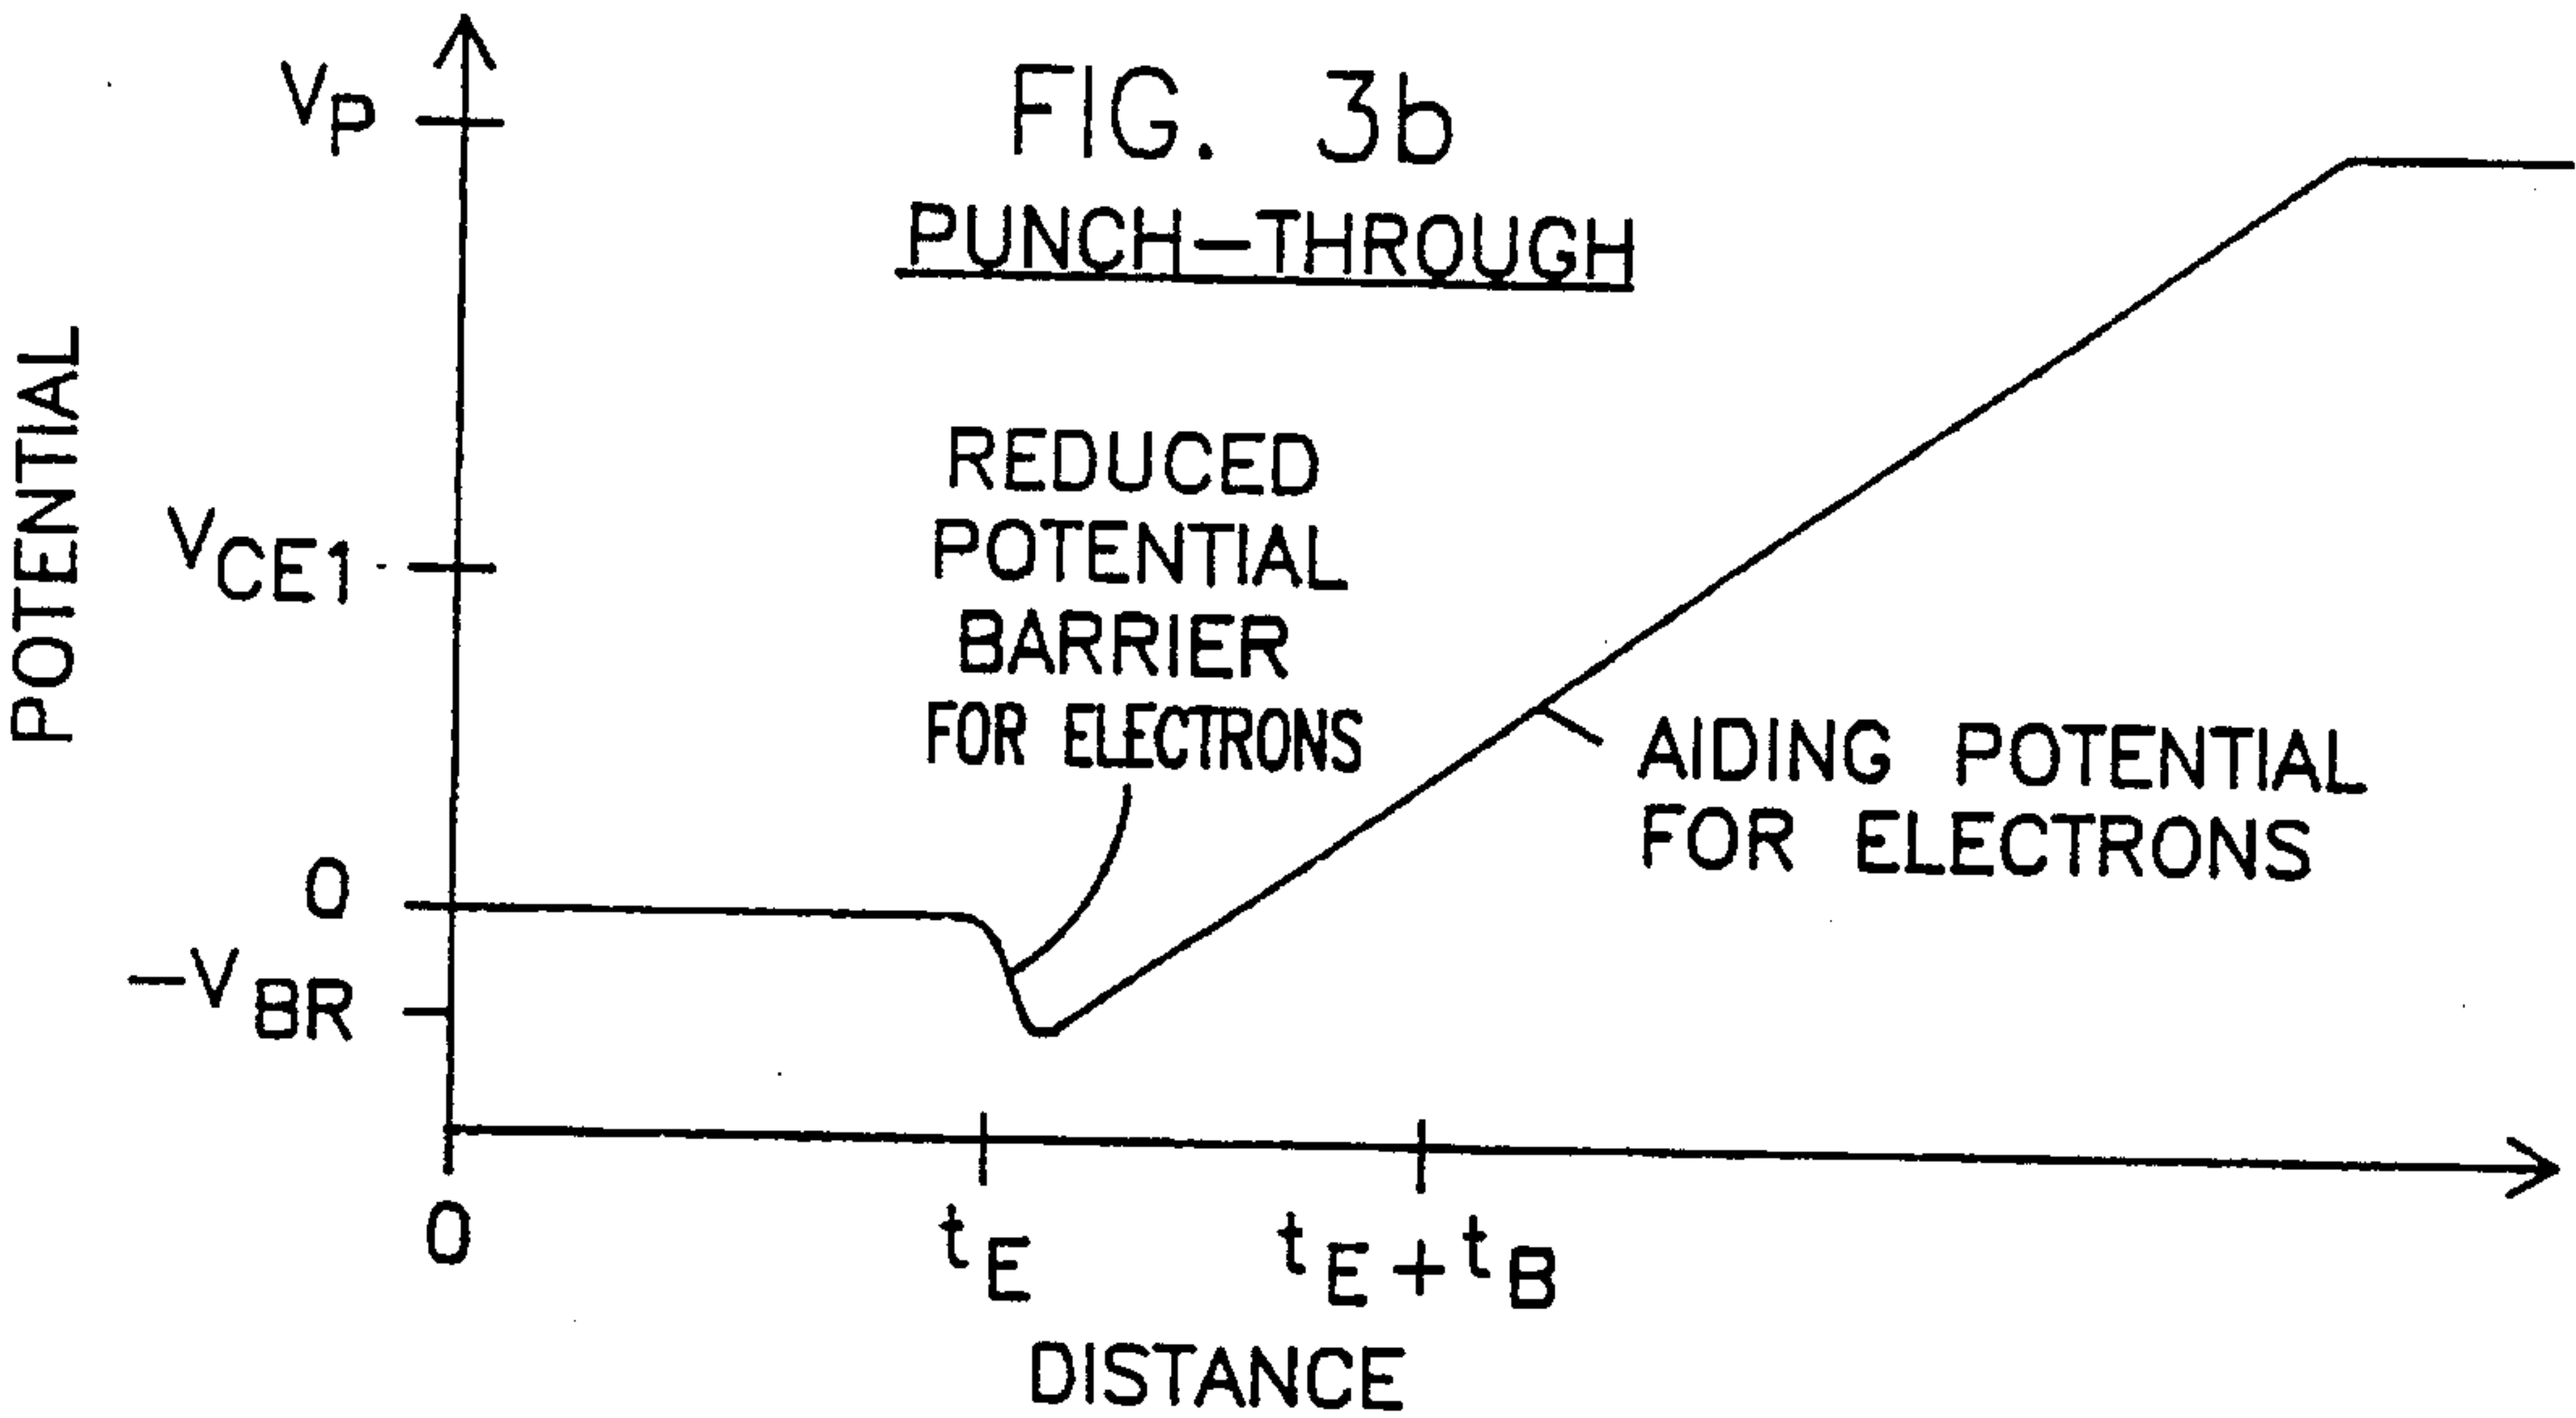 FIG. 3b
PUNCH-THROUGH
VP
POTENTIAL
VCE1
REDUCED
POTENTIAL
BARRIER
FOR ELECTRONS
AIDING POTENTIAL
FOR ELECTRONS
0
-VBR
0
tE
tE+tB
DISTANCE